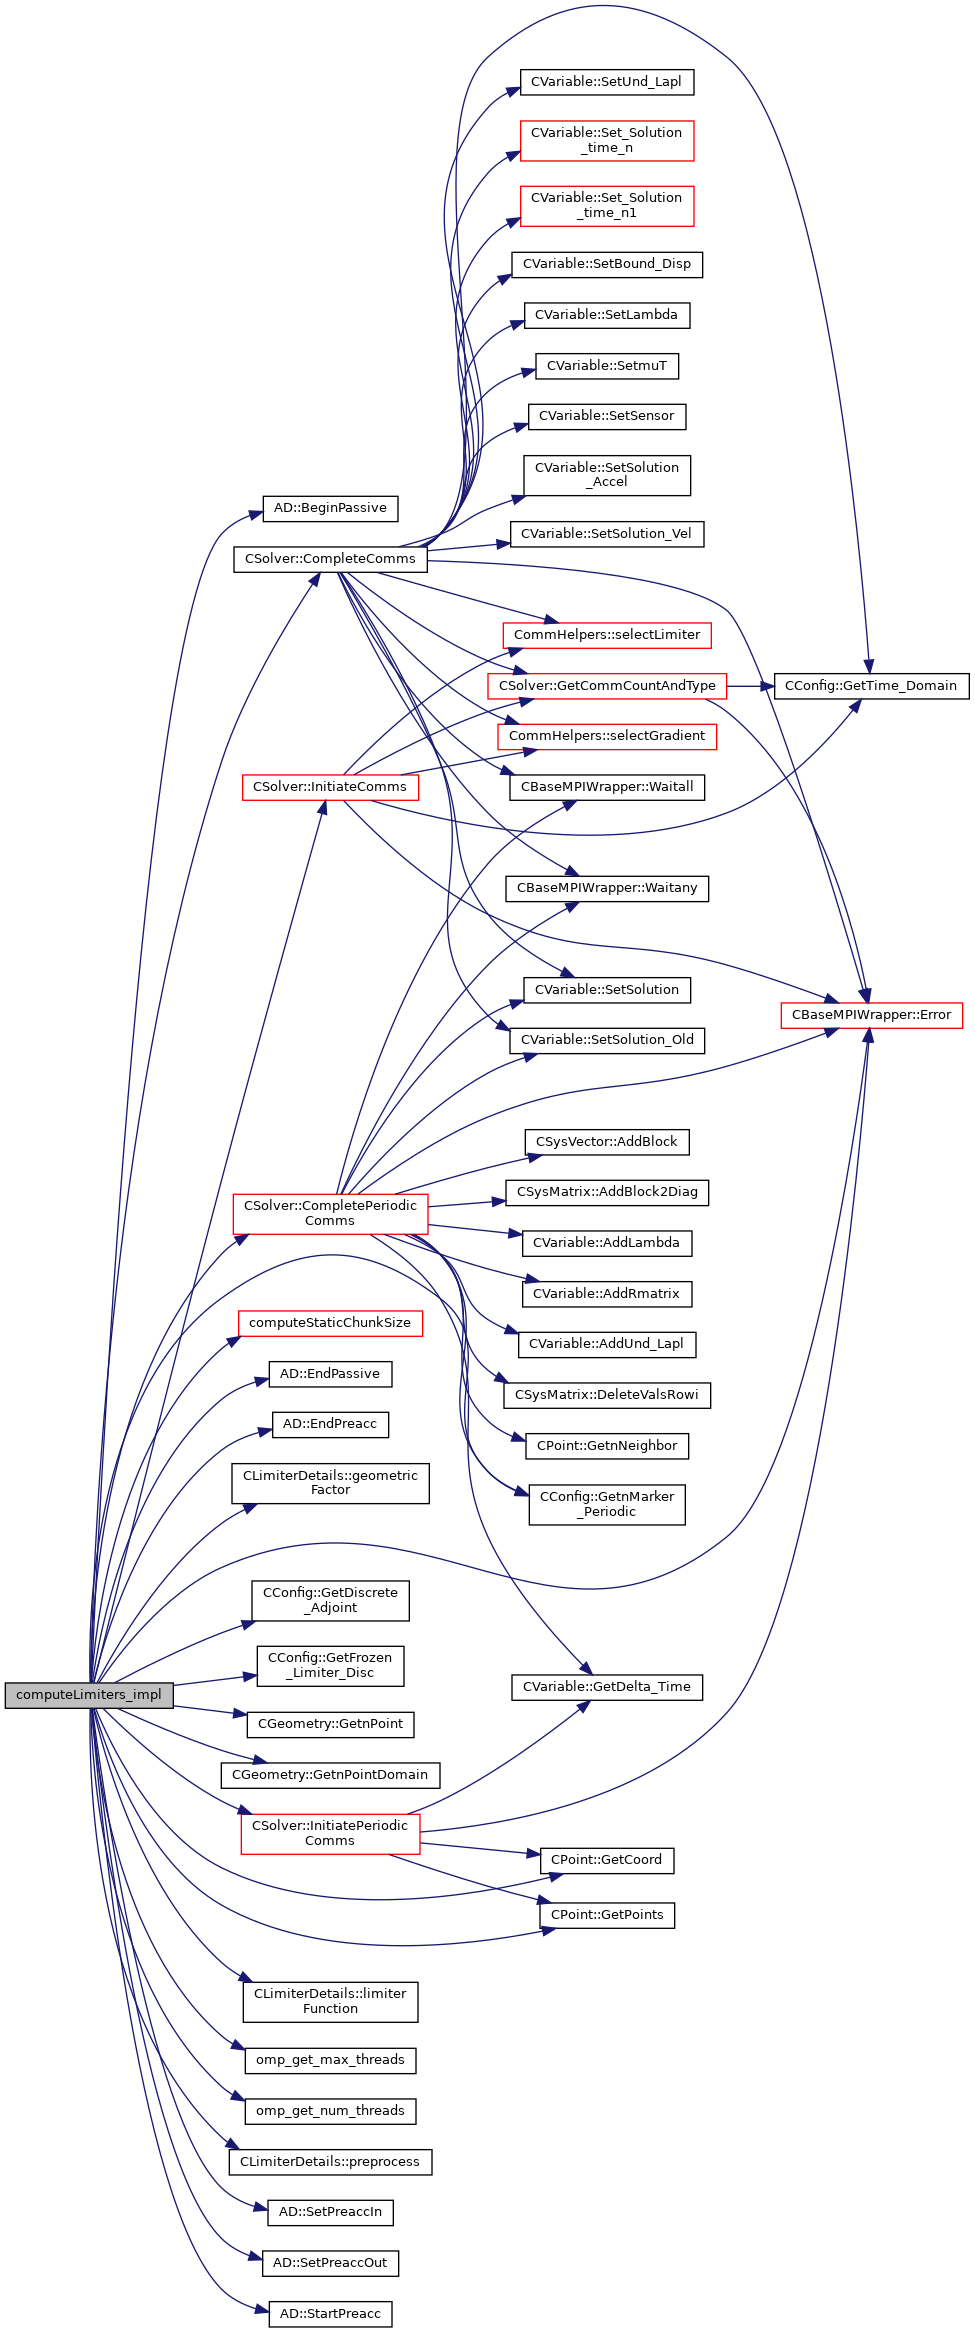 CVariable::SetUnd_Lapl
CVariable::Set_Solution
_time_n
CVariable::Set_Solution
_time_n1
CVariable::SetBound_Disp
CVariable::SetLambda
CVariable::SetmuT
CVariable::SetSensor
CVariable::SetSolution
_Accel
AD::BeginPassive
CVariable::SetSolution_Vel
CSolver::CompleteComms
CommHelpers::selectLimiter
CSolver::GetCommCountAndType
CConfig::GetTime_Domain
CommHelpers::selectGradient
CSolver::InitiateComms
CBaseMPIWrapper::Waitall
CBaseMPIWrapper::Waitany
CVariable::SetSolution
CBaseMPIWrapper::Error
CVariable::SetSolution_Old
CSysVector::AddBlock
CSysMatrix::AddBlock2Diag
CSolver::CompletePeriodic
Comms
CVariable::AddLambda
CVariable::AddRmatrix
computeStaticChunkSize
CVariable::AddUnd_Lapl
AD::EndPassive
CSysMatrix::DeleteValsRowi
AD::EndPreacc
CPoint::GetnNeighbor
CLimiterDetails::geometric
Factor
CConfig::GetnMarker
_Periodic
CConfig::GetDiscrete
_Adjoint
CConfig::GetFrozen
_Limiter_Disc
CVariable::GetDelta_Time
computeLimiters_impl
CGeometry::GetnPoint
CGeometry::GetnPointDomain
CSolver::InitiatePeriodic
Comms
CPoint::GetCoord
CPoint::GetPoints
CLimiterDetails::limiter
Function
omp_get_max_threads
omp_get_num_threads
CLimiterDetails::preprocess
AD::SetPreaccIn
AD::SetPreaccOut
AD::StartPreacc